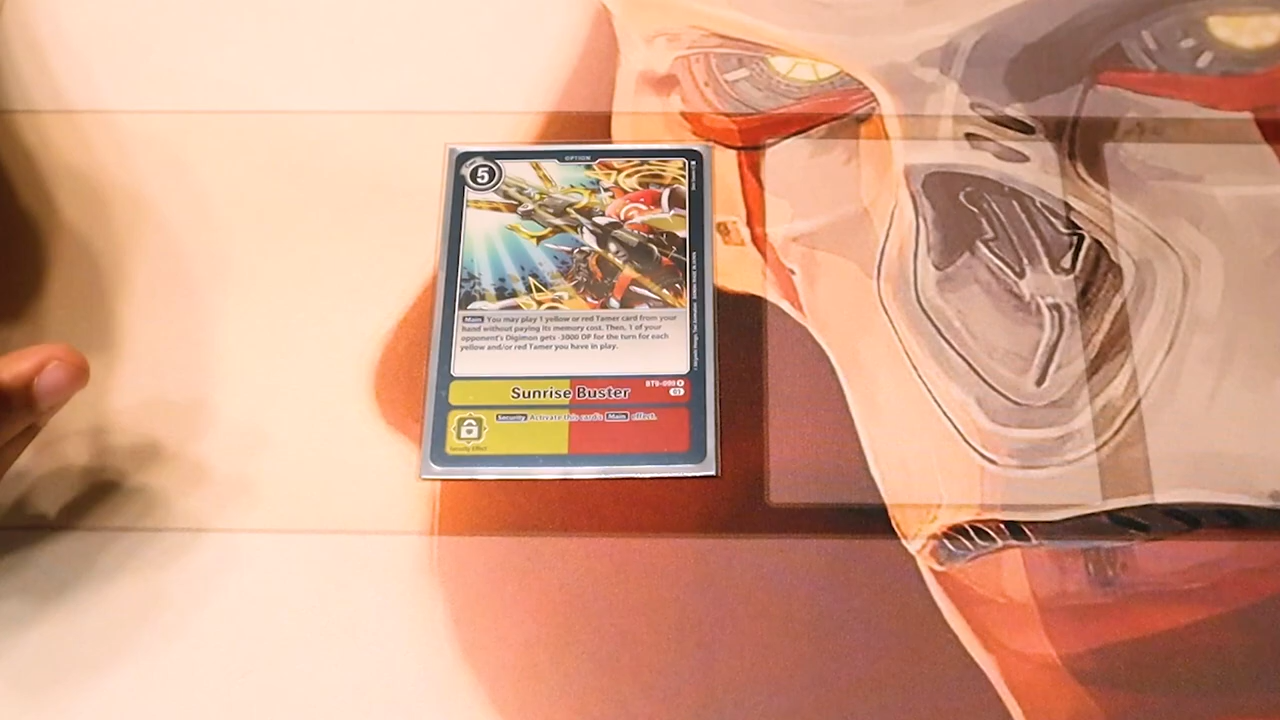 OPTION
5
Main You may play 1 yellow or red Tamer card from your
hand without paying its memory cost. Then, 1 of your
opponent's Digimon gets -3000 DP for the turn for each
yellow and/or red Tamer you have in play.
Sunrise Buster
Security Activate this card's Main effect.
Security Effect